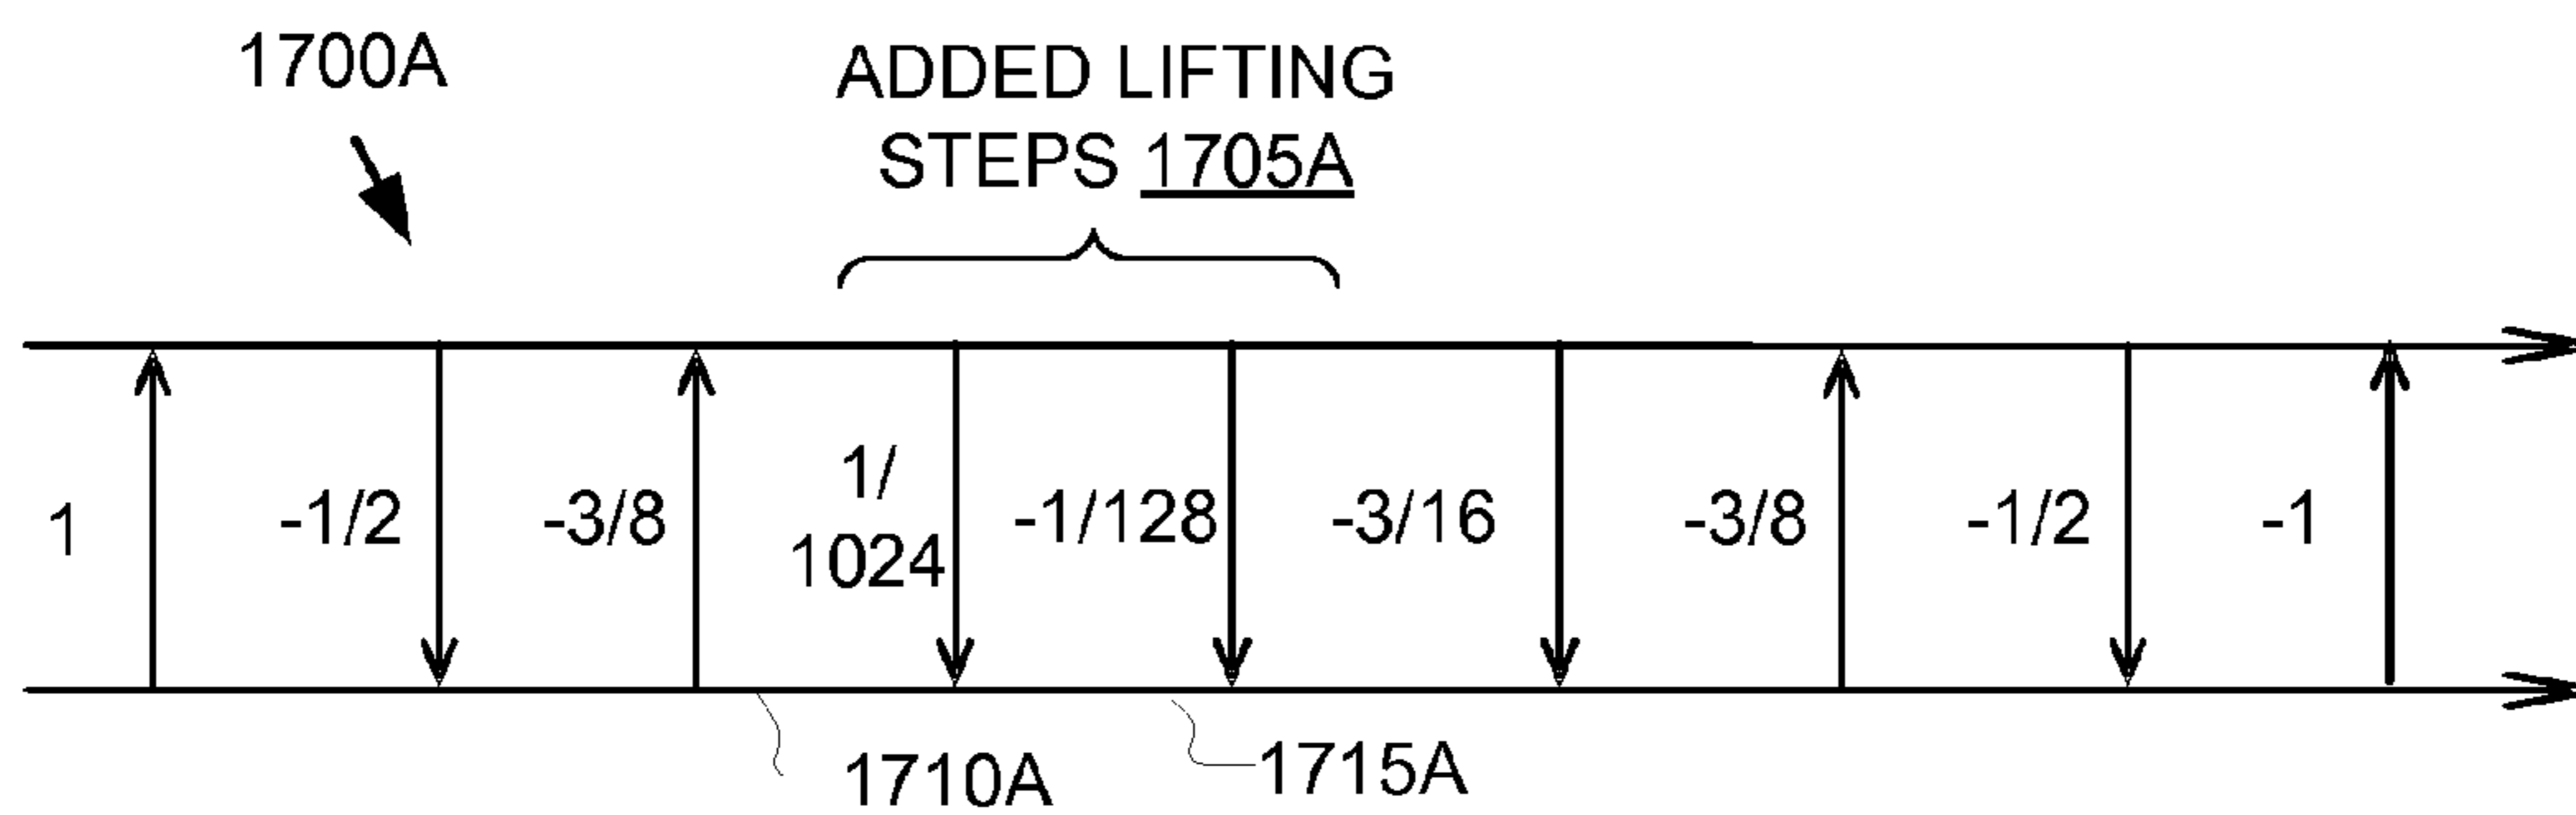 1700A
ADDED LIFTING
STEPS 1705A
1
-1/2
-3/8
1/
1024
-1/128
-3/16
-3/8
-1/2
-1
1710A
1715A